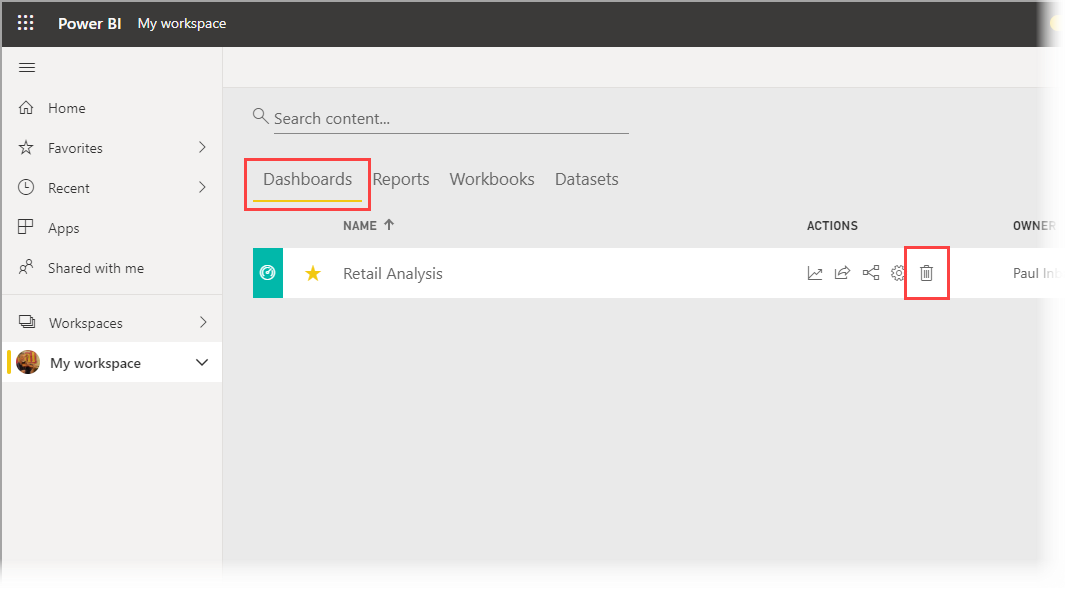 Power BI My workspace
Home
Favorites
Recent
Apps
Shared with me
Workspaces
My workspace
Search content...
Dashboards Reports Workbooks Datasets
NAME ACTIONS OWNER
Retail Analysis Paul